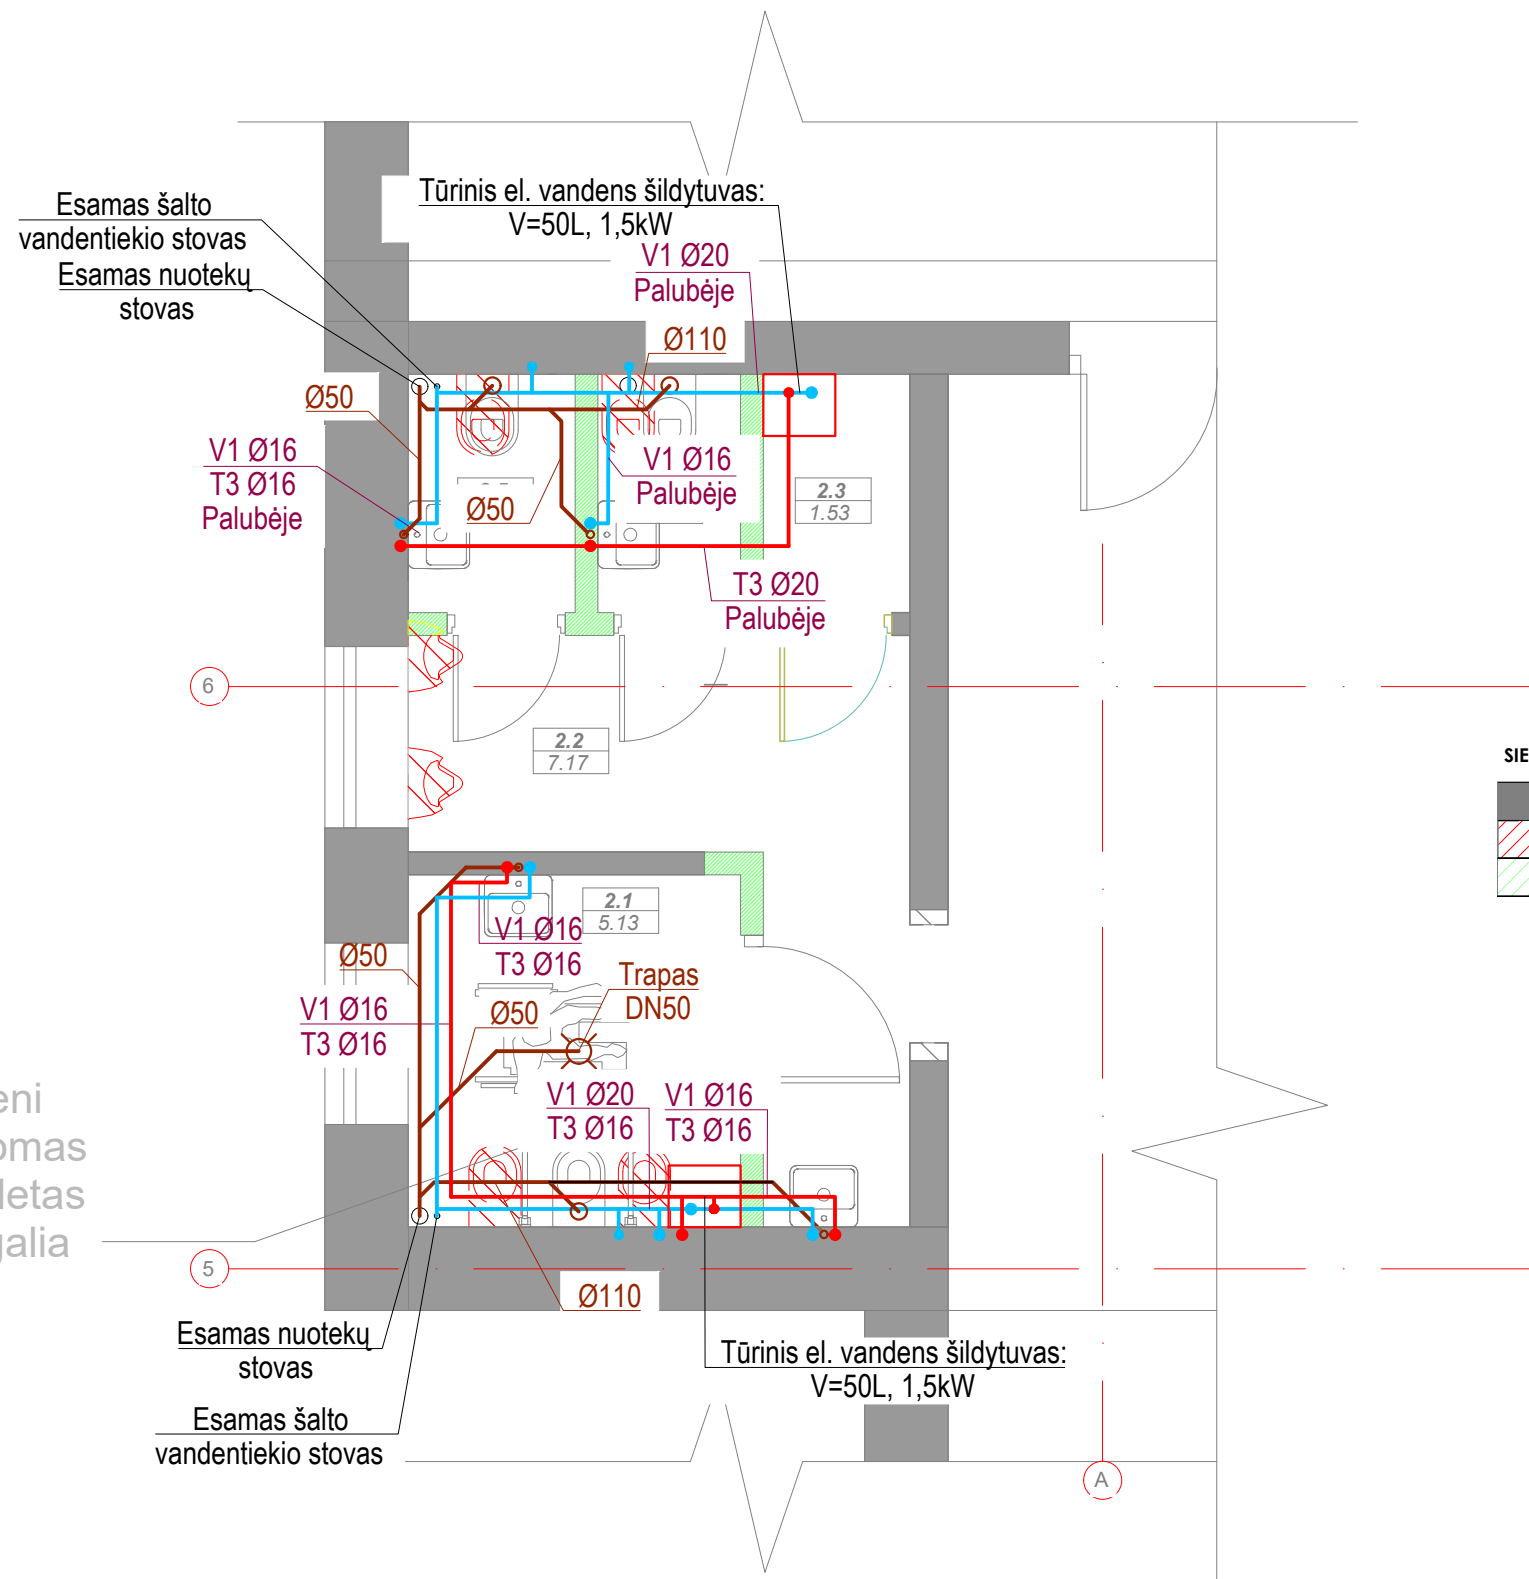 Esamas šalto
vandentiekio stovas
Esamas nuotekų
stovas
Tūrinis el. vandens šildytuvas:
V=50L, 1,5kW
V1 Ø20
Palubėje
Ø110
Ø50
V1 Ø16
T3 Ø16
Palubėje
Ø50
V1 Ø16
Palubėje
2.3
1.53
T3 Ø20
Palubėje
6
2.2
7.17
SIE
2.1
5.13
V1 Ø16
T3 Ø16
Ø50
V1 Ø16
T3 Ø16
Ø50
Trapas
DN50
V1 Ø20
T3 Ø16
V1 Ø16
T3 Ø16
eni
omas
letas
galia
5
Ø110
Esamas nuotekų
stovas
Esamas šalto
vandentiekio stovas
Tūrinis el. vandens šildytuvas:
V=50L, 1,5kW
A